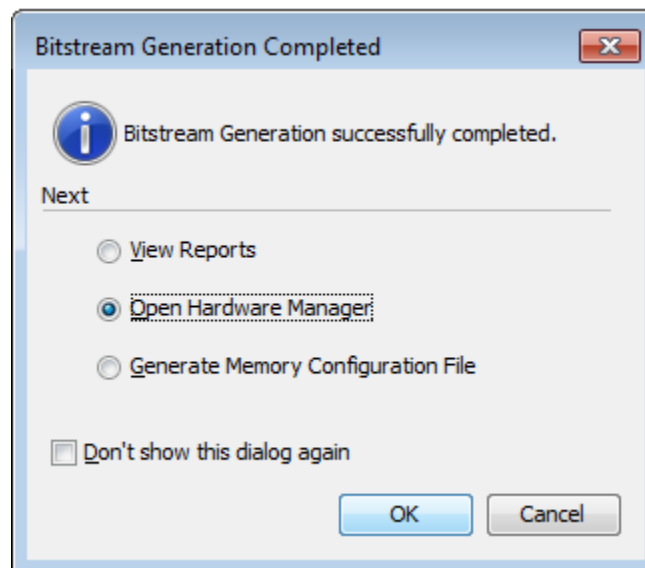 Bitstream Generation Completed
Bitstream Generation successfully completed.
Next
View Reports
Open Hardware Manager
Generate Memory Configuration File
Don't show this dialog again
OK
Cancel